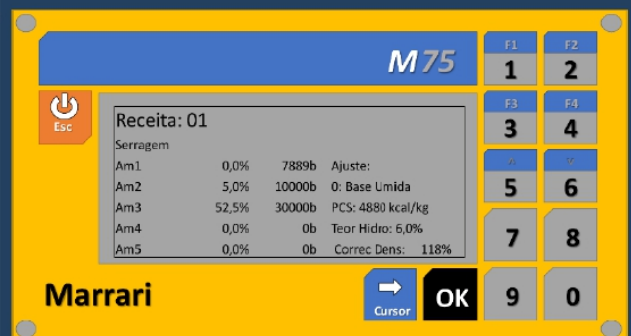 M75
F1
1
F2
2
Esc
F3
3
F4
4
Receita: 01
Serragem
Am1 0,0% 7889b Ajuste:
Am2 5,0% 10000b 0: Base Umida
Am3 52,5% 30000b PCS: 4880 kcal/kg
Am4 0,0% 0b Teor Hidro: 6,0%
Am5 0,0% 0b Correc Dens: 118%
5
6
7
8
Marrari
Cursor
OK
9
0